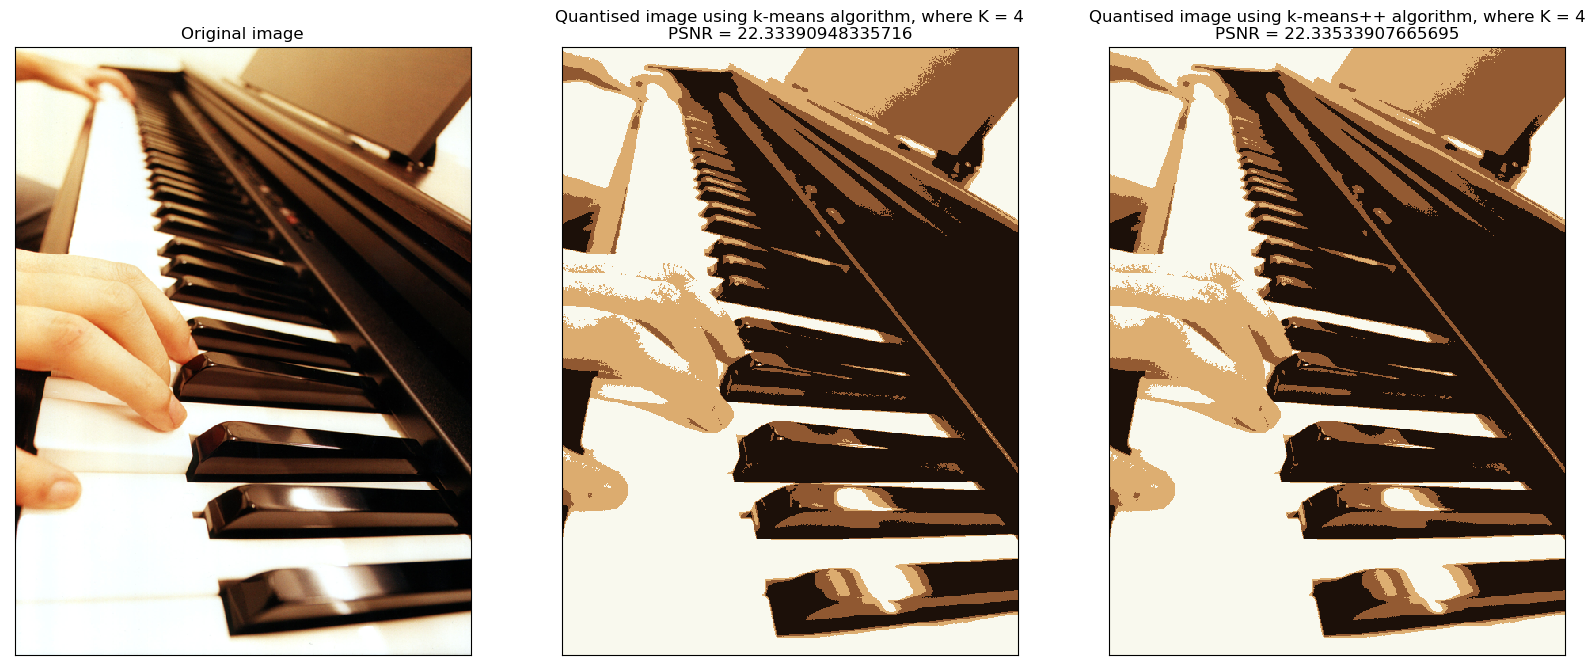 Original image
Quantised image using k-means algorithm, where K = 4
PSNR = 22.33390948335716
Quantised image using k-means++ algorithm, where K = 4
PSNR = 22.33533907665695